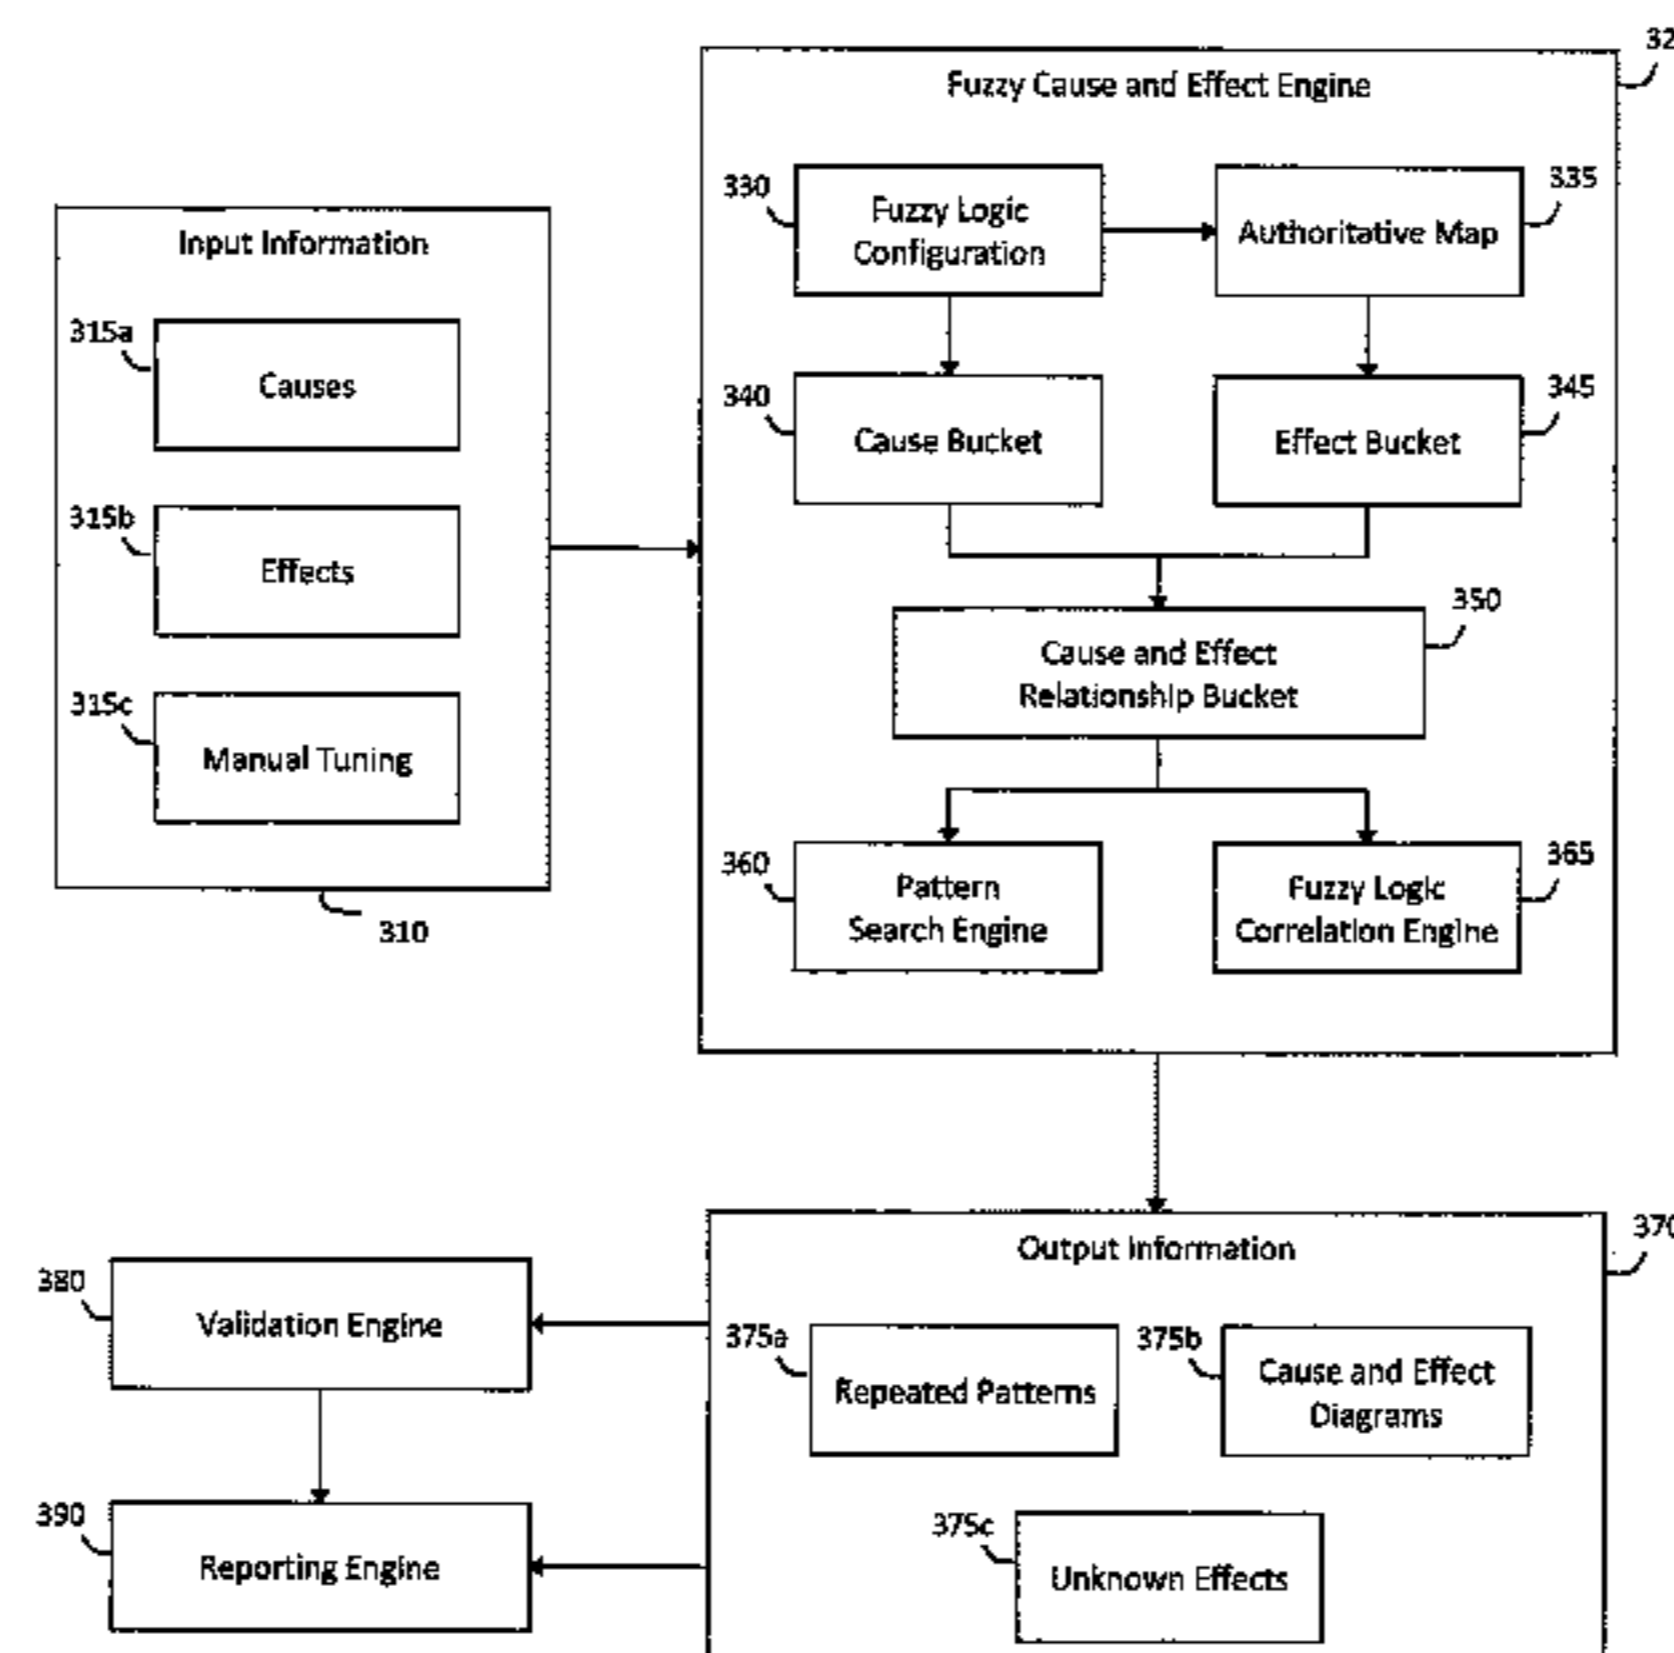 32
Fuzzy Cause and Effect Engine
330
Fuzzy Logic
Configuration
335
Authoritative Map
Input Information
315a
Causes
340
Cause Bucket
345
Effect Bucket
315b
Effects
350
Cause and Effect
Relationship Bucket
315c
Manual Tuning
360
Pattern
Search Engine
365
Fuzzy Logic
Correlation Engine
310
370
Output Information
380
Validation Engine
375a
Repeated Patterns
375b
Cause and Effect
Diagrams
390
Reporting Engine
375c
Unknown Effects